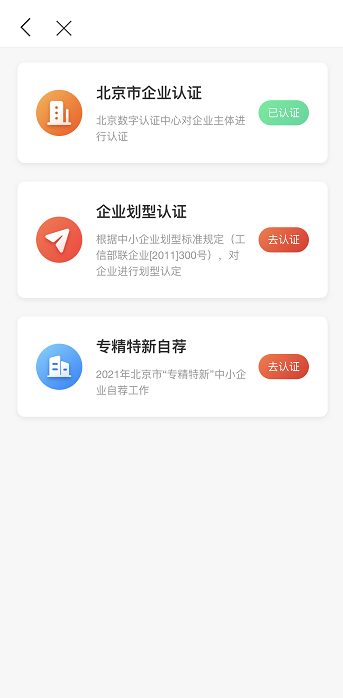 北京市企业认证
北京数字认证中心对企业主体进
行认证
已认证
企业划型认证
根据中小企业划型标准规定（工
信部联企业[2011]300号），对
企业进行划型认定
去认证
专精特新自荐
2021年北京市“专精特新”中小企
业自荐工作
去认证